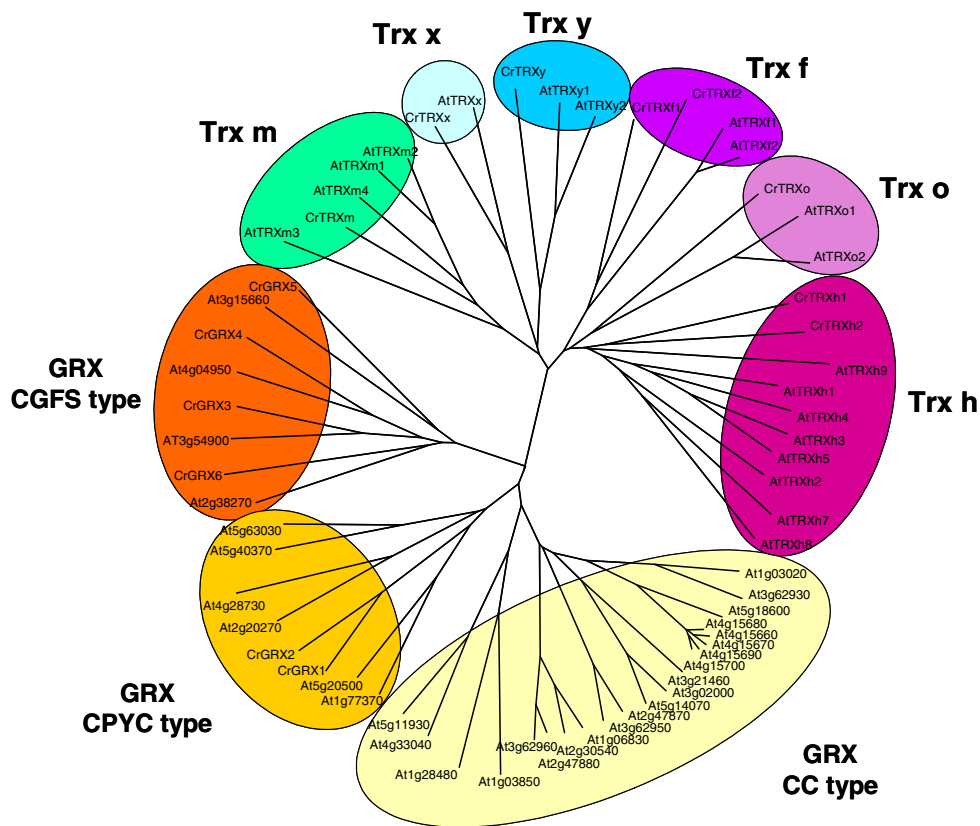 Trx y
Trx x
Trx f
Trx m
Trx o
Trx h
CrTRXy
AtTRXy1
AtTRXy2
AtTRXx
CrTRXx
CrTRXf1
CrTRXf2
AtTRXf1
AtTRXf2
AtTRXm2
AtTRXm1
AtTRXm4
CrTRXm
AtTRXm3
CrTRXo
AtTRXo1
AtTRXo2
CrTRXh1
CrTRXh2
AtTRXh9
AtTRXh1
AtTRXh4
AtTRXh3
AtTRXh5
AtTRXh2
AtTRXh7
AtTRXh8
GRX
CGFS type
CrGRX5
At3g15660
CrGRX4
At4g04950
CrGRX3
AT3g54900
CrGRX6
At2g38270
GRX
CPYC type
At5g63030
At5g40370
At4g28730
At2g20270
CrGRX2
CrGRX1
At5g20500
At1g77370
At5g11930
At4g33040
At1g28480
At1g03850
At3g62960
At2g47880
At2g30540
At1g06830
At3g62950
At2g47870
At5g14070
At3g02000
At3g21460
At4g15700
At4g15690
At4g15670
At4g15660
At4g15680
At5g18600
At3g62930
At1g03020
GRX
CC type